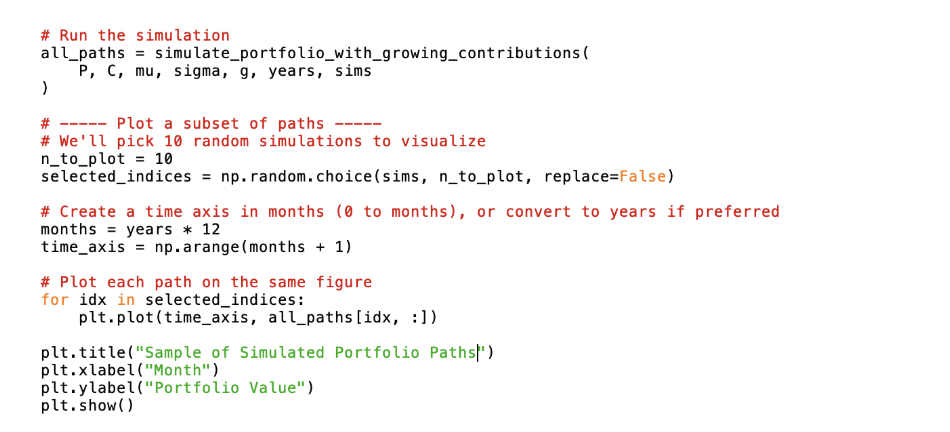 # Run the simulation
all_paths = simulate_portfolio_with_growing_contributions(
    P, C, mu, sigma, g, years, sims
)
# ----- Plot a subset of paths -----
# We'll pick 10 random simulations to visualize
n_to_plot = 10
selected_indices = np.random.choice(sims, n_to_plot, replace=False)
# Create a time axis in months (0 to months), or convert to years if preferred
months = years * 12
time_axis = np.arange(months + 1)
# Plot each path on the same figure
for idx in selected_indices:
    plt.plot(time_axis, all_paths[idx, :])
plt.title("Sample of Simulated Portfolio Paths")
plt.xlabel("Month")
plt.ylabel("Portfolio Value")
plt.show()